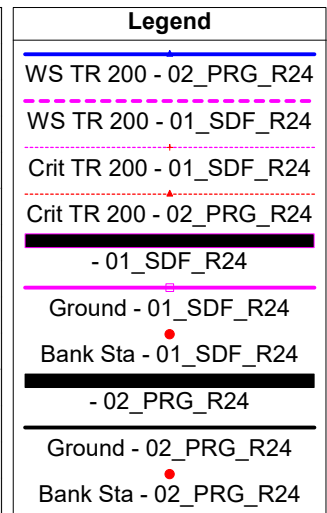 Legend
WS TR 200 - 02_PRG_R24
WS TR 200 - 01_SDF_R24
Crit TR 200 - 01_SDF_R24
Crit TR 200 - 02_PRG_R24
- 01_SDF_R24
Ground - 01_SDF_R24
Bank Sta - 01_SDF_R24
- 02_PRG_R24
Ground - 02_PRG_R24
Bank Sta - 02_PRG_R24